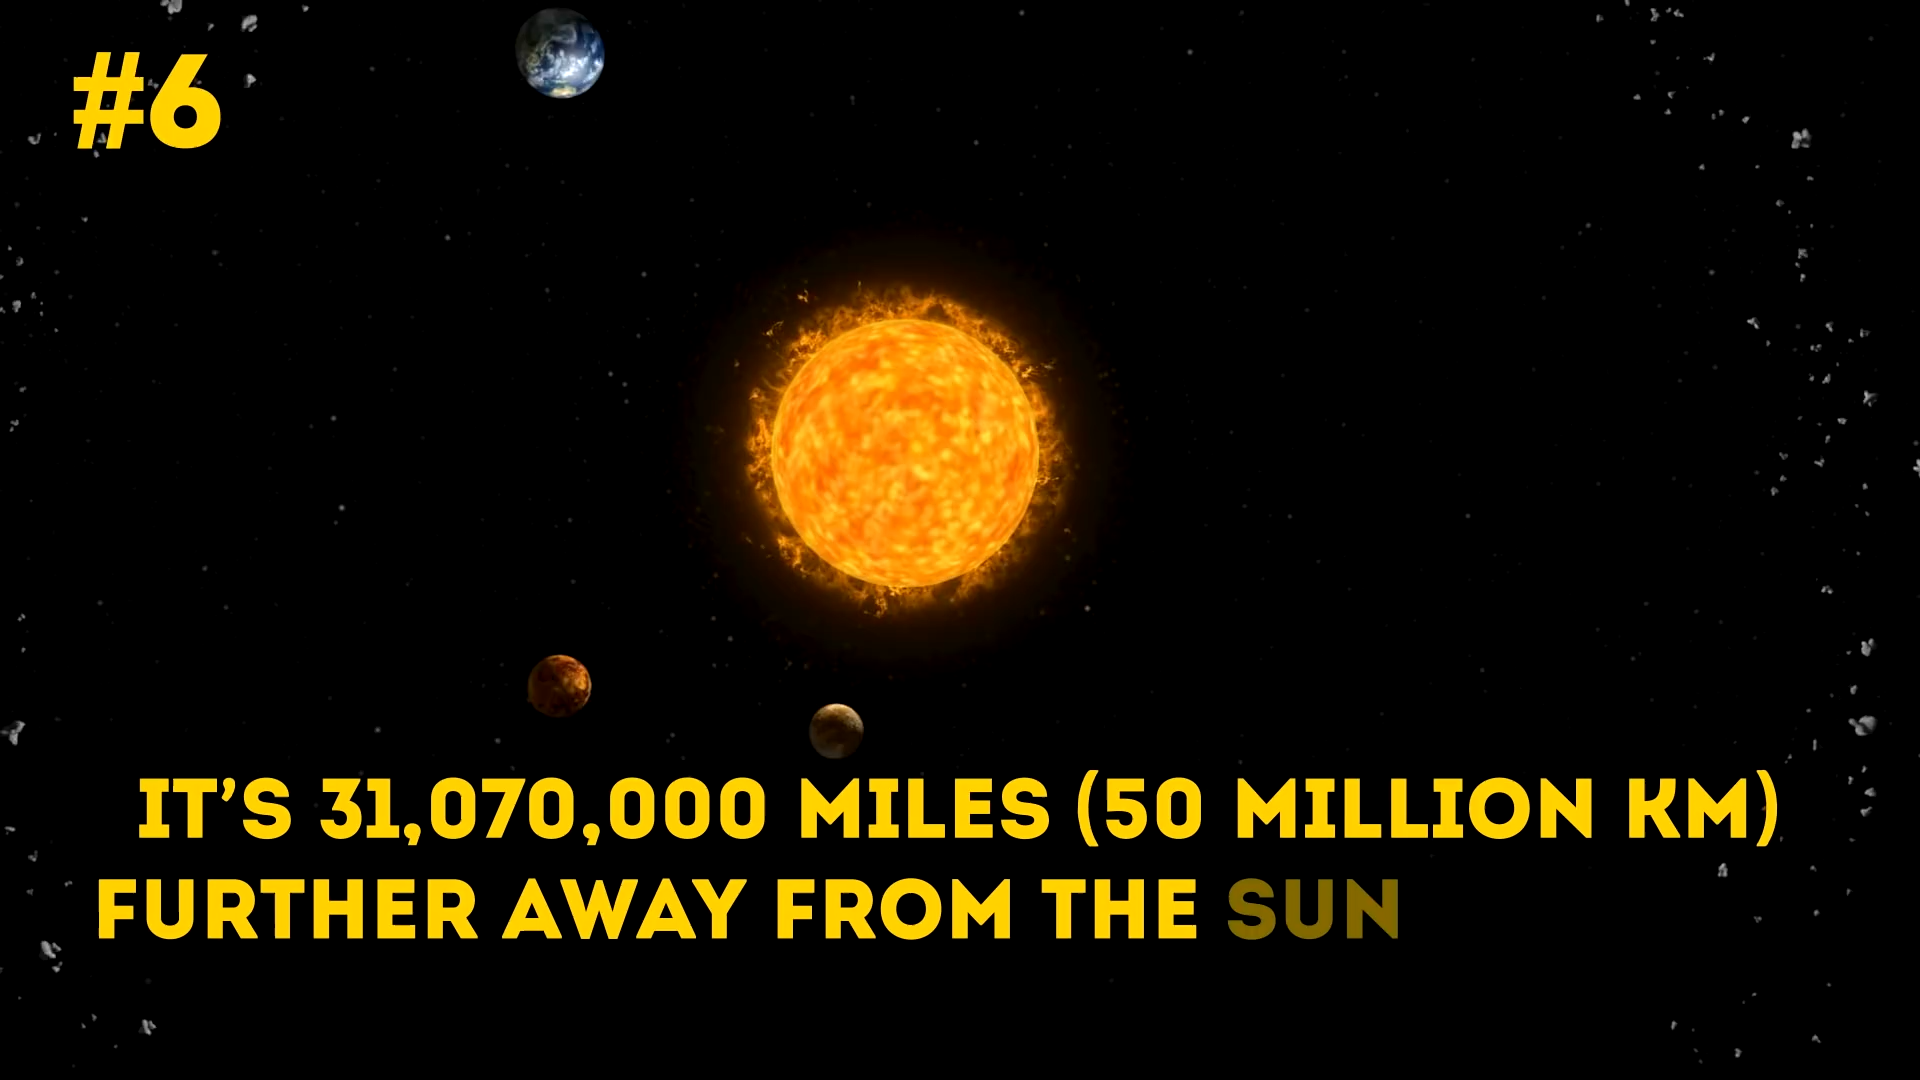 #6
IT’S 31,070,000 MILES (50 MILLION KM)
FURTHER AWAY FROM THE SUN